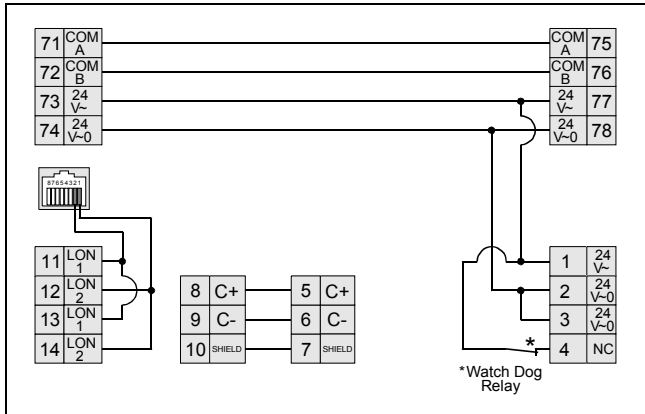 71 COM A
72 COM B
73 24 V~
74 24 V~0
COM A 75
COM B 76
24 V~ 77
24 V~0 78
87654321
11 LON 1
12 LON 2
13 LON 1
14 LON 2
8 C+ 5 C+
9 C- 6 C-
10 SHIELD 7 SHIELD
1 24 V~
2 24 V~0
3 24 V~0
* 4 NC
*Watch Dog
Relay